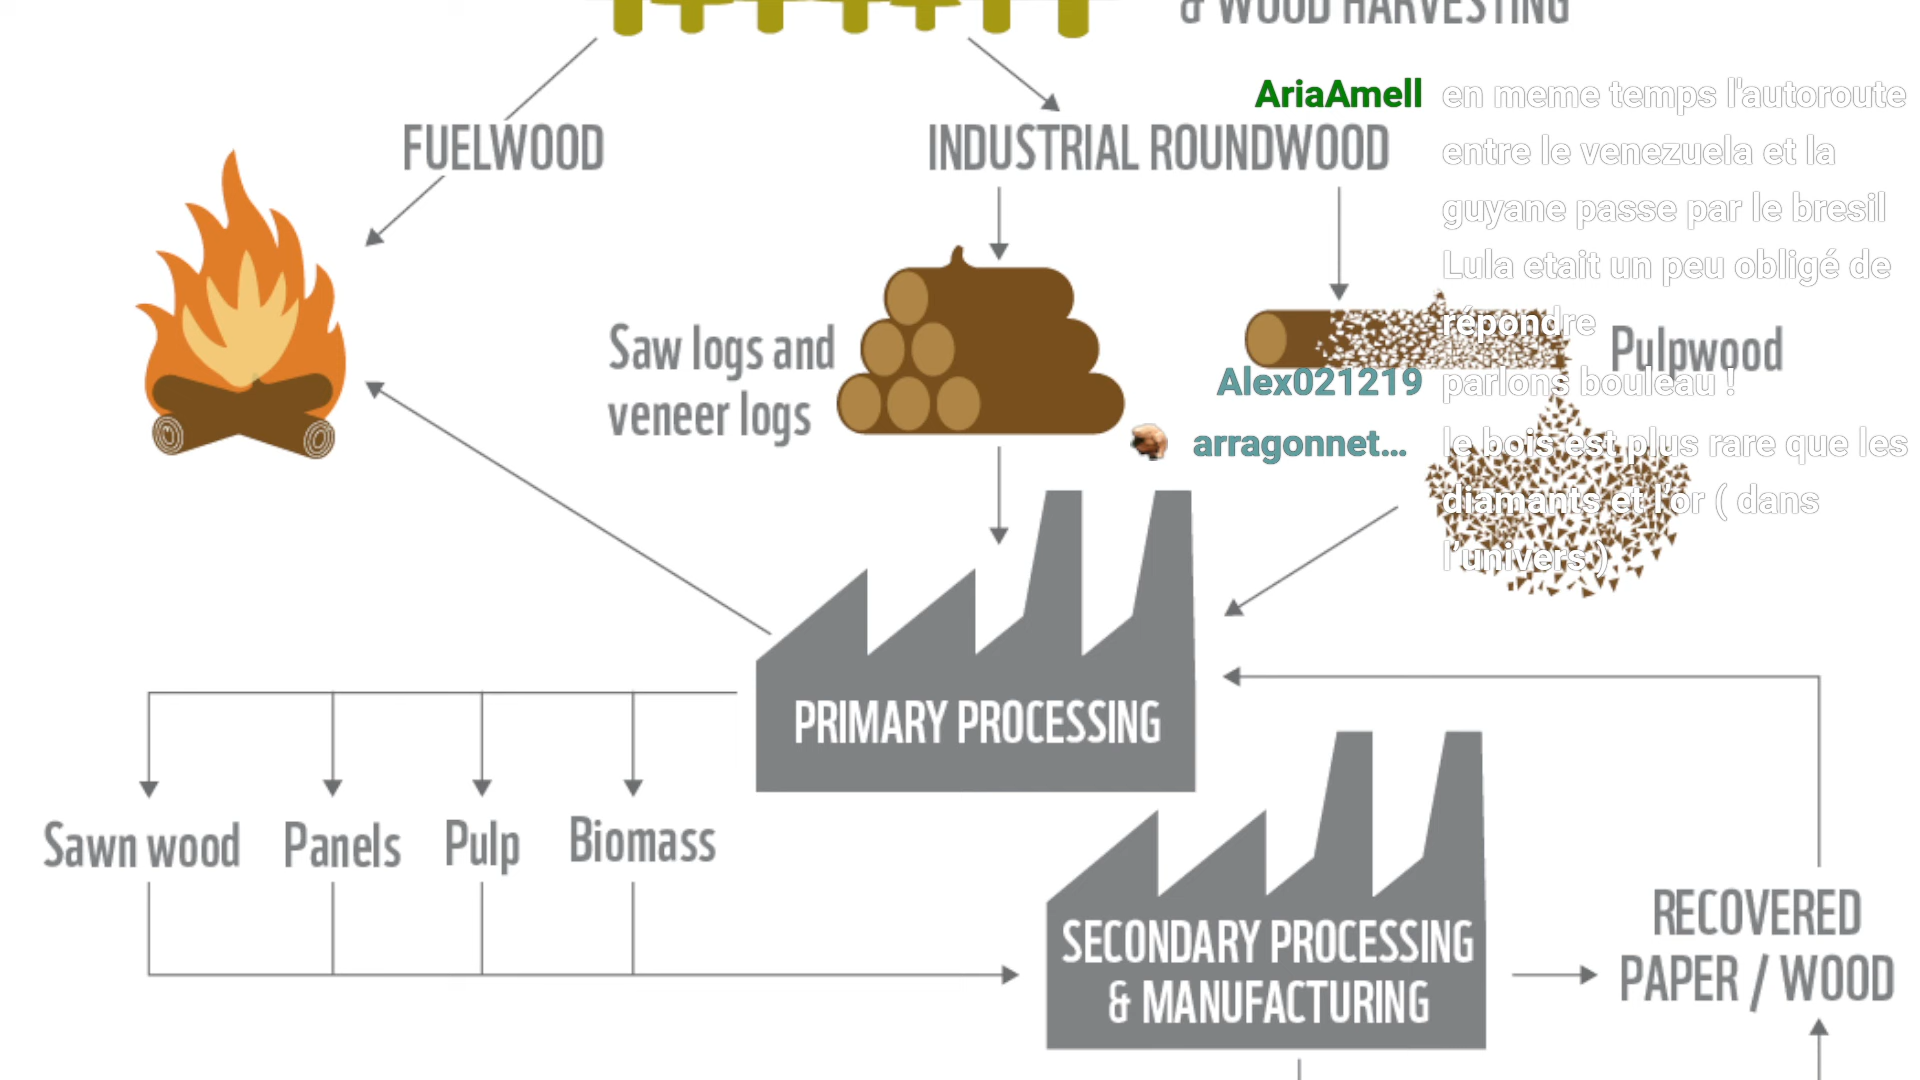 & WOOD HARVESTING
FUELWOOD
INDUSTRIAL ROUNDWOOD
AriaAmell en meme temps l'autoroute
entre le venezuela et la
guyane passe par le bresil
Lula etait un peu obligé de
répondre
Saw logs and
veneer logs
Pulpwood
Alex021219 parlons bouleau !
arragonnet... le bois est plus rare que les
diamants et l'or ( dans
l'univers )
PRIMARY PROCESSING
Sawn wood
Panels
Pulp
Biomass
SECONDARY PROCESSING
& MANUFACTURING
RECOVERED
PAPER / WOOD